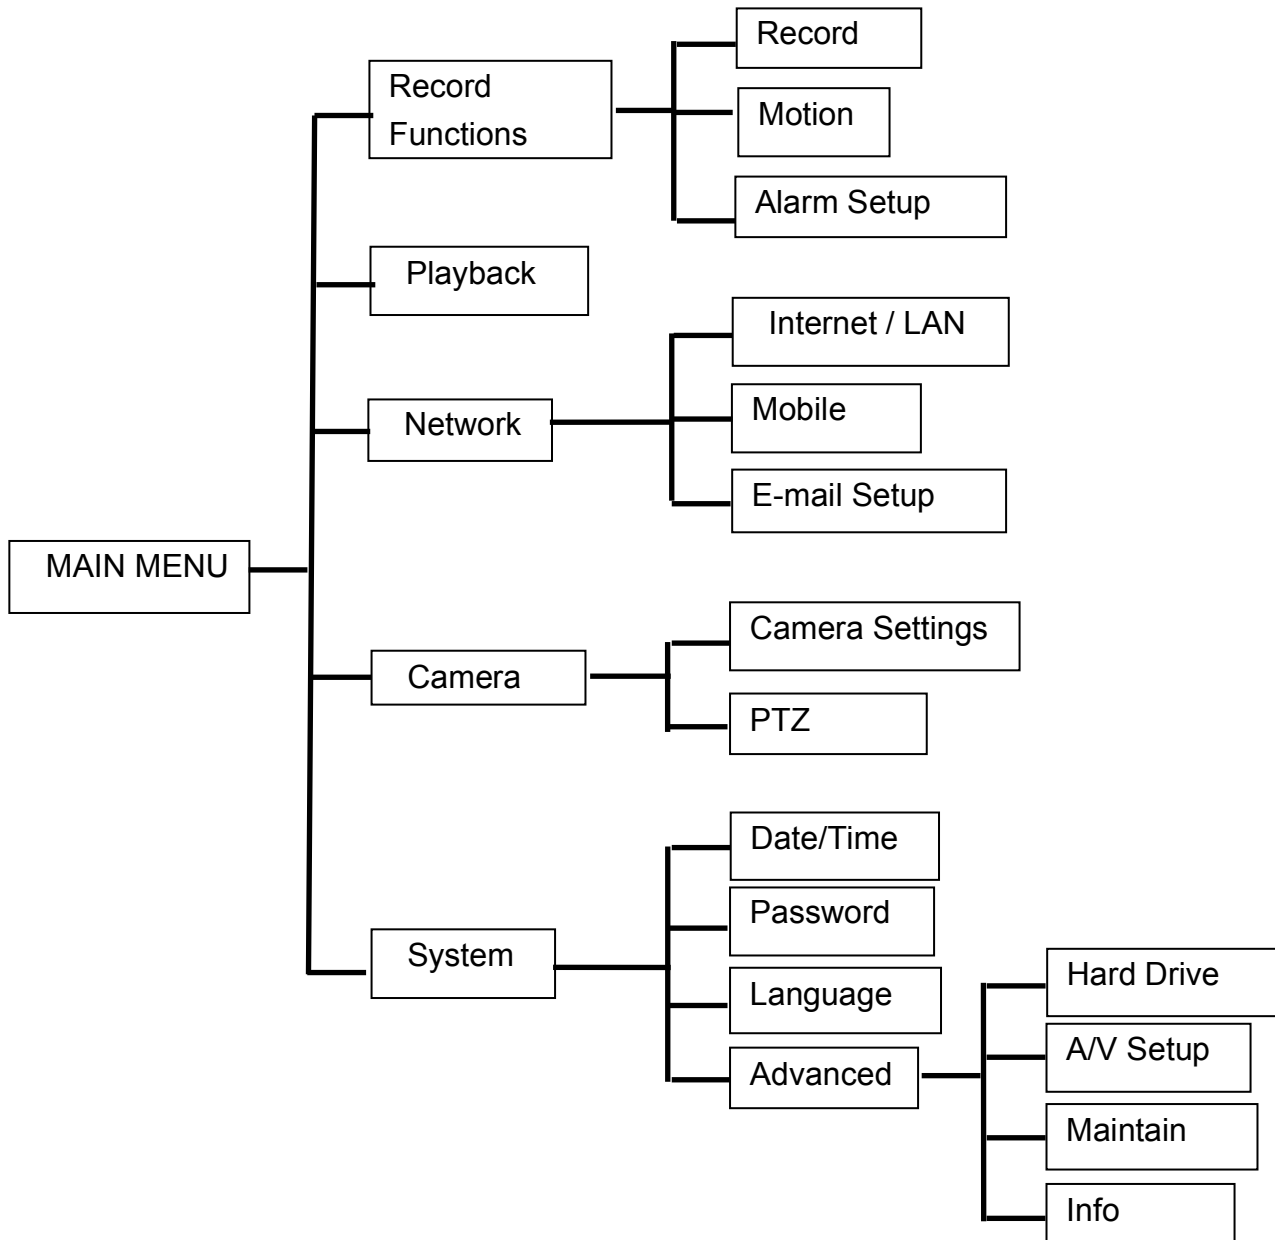 MAIN MENU
Record
Functions
Record
Motion
Alarm Setup
Playback
Network
Internet / LAN
Mobile
E-mail Setup
Camera
Camera Settings
PTZ
System
Date/Time
Password
Language
Advanced
Hard Drive
A/V Setup
Maintain
Info